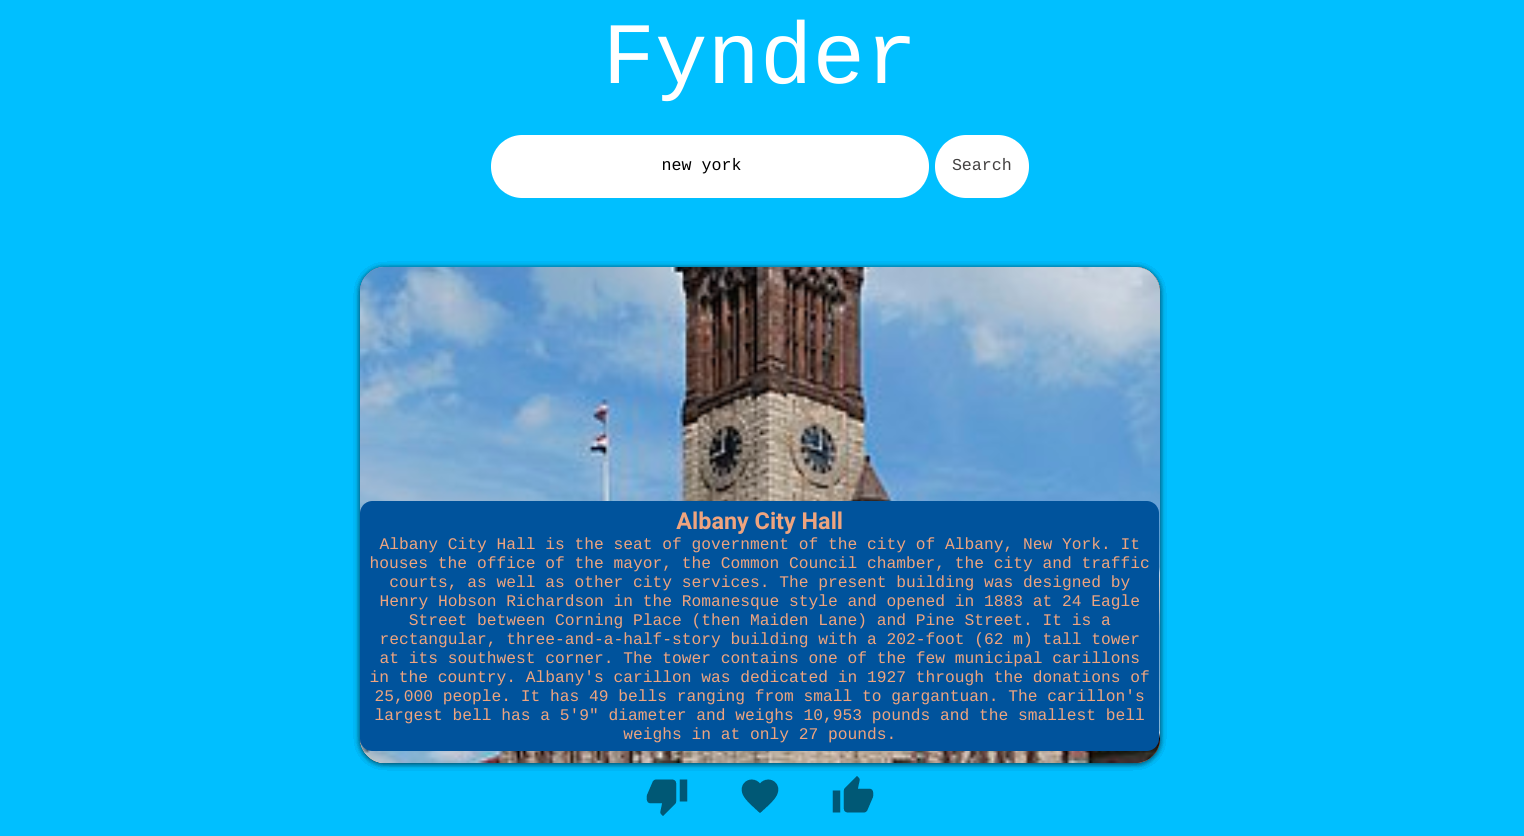 Fynder
new york
Search
Albany City Hall
Albany City Hall is the seat of government of the city of Albany, New York. It
houses the office of the mayor, the Common Council chamber, the city and traffic
courts, as well as other city services. The present building was designed by
Henry Hobson Richardson in the Romanesque style and opened in 1883 at 24 Eagle
Street between Corning Place (then Maiden Lane) and Pine Street. It is a
rectangular, three-and-a-half-story building with a 202-foot (62 m) tall tower
at its southwest corner. The tower contains one of the few municipal carillons
in the country. Albany's carillon was dedicated in 1927 through the donations of
25,000 people. It has 49 bells ranging from small to gargantuan. The carillon's
largest bell has a 5'9" diameter and weighs 10,953 pounds and the smallest bell
weighs in at only 27 pounds.